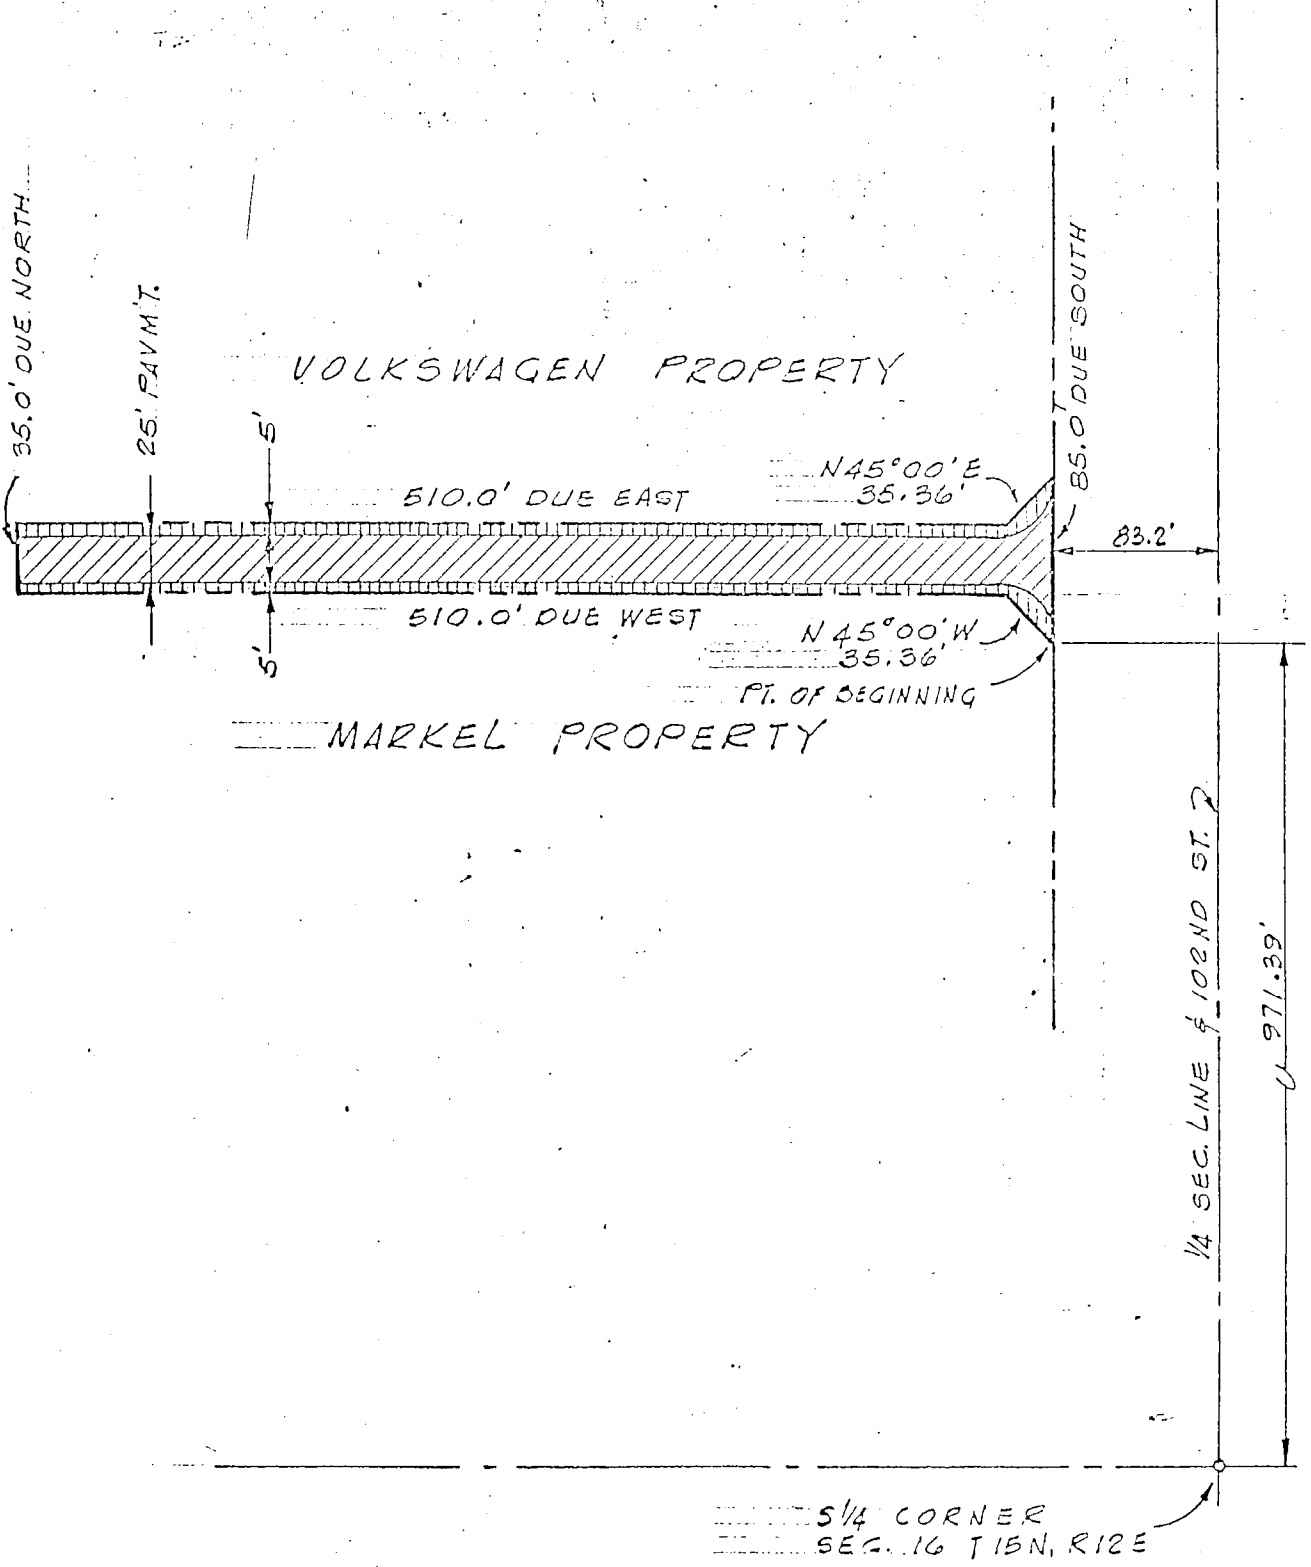 35.0' DUE NORTH
25' PAVM'T.
5'
VOLKSWAGEN PROPERTY
85.0' DUE SOUTH
N45°00'E
35.36'
510.0' DUE EAST
83.2'
510.0' DUE WEST
5'
N45°00'W
35.36'
PT. OF BEGINNING
MARKEL PROPERTY
1/4 SEC. LINE & 102ND ST.
971.39'
S1/4 CORNER
SEC. 16 T15N, R12E